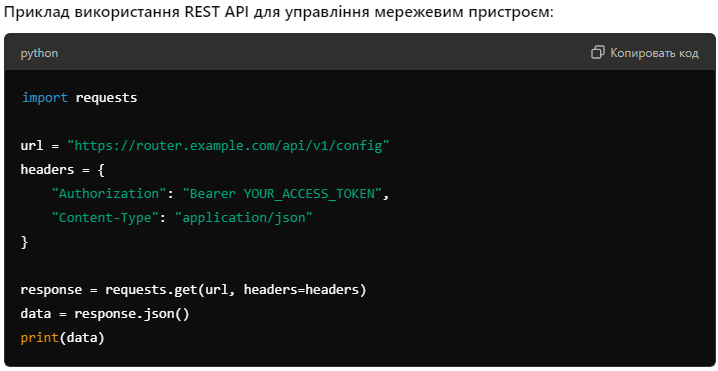 Приклад використання REST API для управління мережевим пристроєм:
python
Копировать код
import requests
url = "https://router.example.com/api/v1/config"
headers = {
    "Authorization": "Bearer YOUR_ACCESS_TOKEN",
    "Content-Type": "application/json"
}
response = requests.get(url, headers=headers)
data = response.json()
print(data)